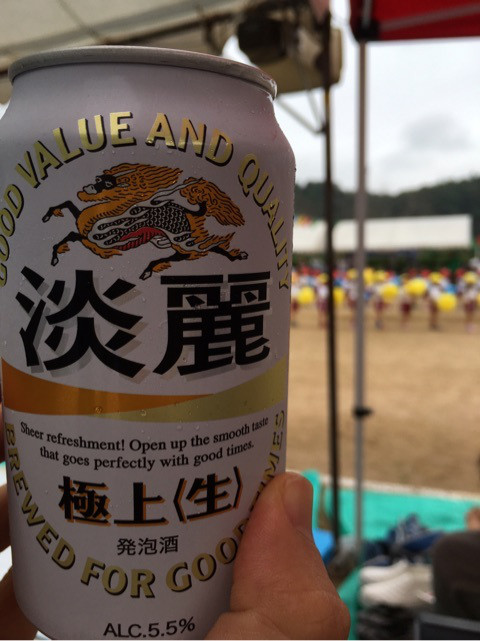 GOOD VALUE AND QUALITY
淡麗
Sheer refreshment! Open up the smooth taste
that goes perfectly with good times.
極上〈生〉
発泡酒
BREWED FOR GOOD TIMES
ALC.5.5%